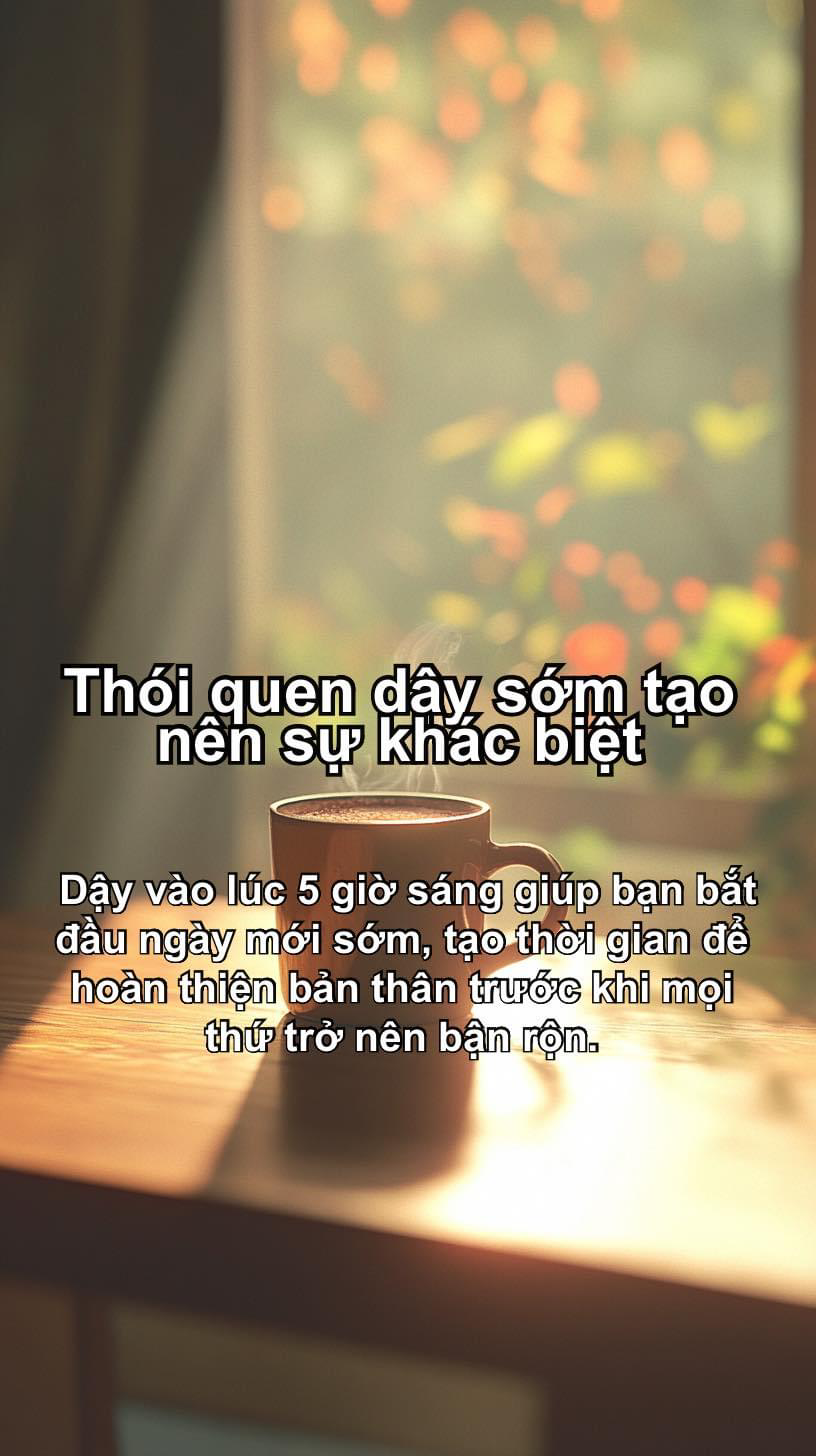 Thói quen dậy sớm tạo
nên sự khác biệt
Dậy vào lúc 5 giờ sáng giúp bạn bắt
đầu ngày mới sớm, tạo thời gian để
hoàn thiện bản thân trước khi mọi
thứ trở nên bận rộn.